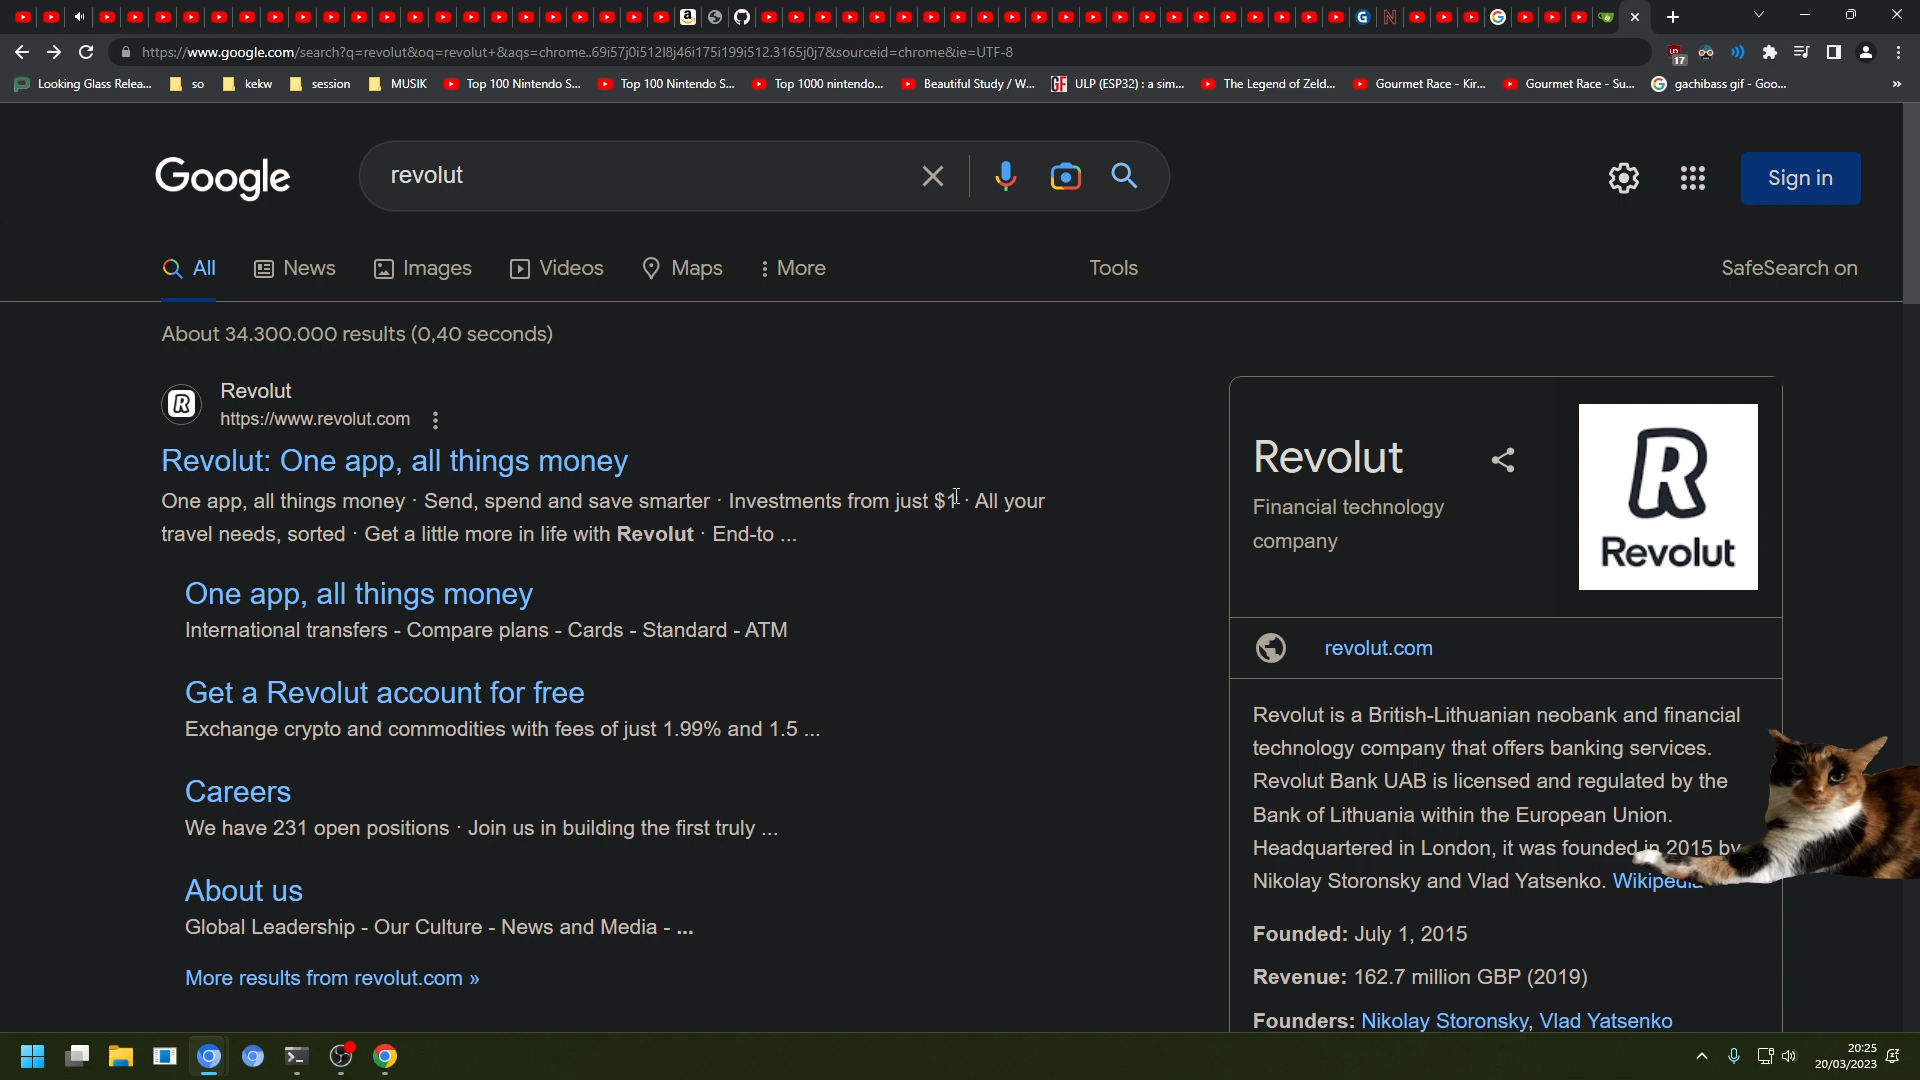 https://www.google.com/search?q=revolut&oq=revolut+&aqs=chrome..69i57j0i512l8j46i175i199i512.3165j0j7&sourceid=chrome&ie=UTF-8
17
Looking Glass Relea...
so
kekw
session
MUSIK
Top 100 Nintendo S...
Top 100 Nintendo S...
Top 1000 nintendo...
Beautiful Study / W...
ULP (ESP32) : a sim...
The Legend of Zeld...
Gourmet Race - Kir...
Gourmet Race - Su...
gachibass gif - Goo...
»
Google
revolut
Sign in
All
News
Images
Videos
Maps
More
Tools
SafeSearch on
About 34.300.000 results (0,40 seconds)
Revolut
https://www.revolut.com
Revolut: One app, all things money
One app, all things money · Send, spend and save smarter · Investments from just $1 · All your
travel needs, sorted · Get a little more in life with Revolut · End-to ...
One app, all things money
International transfers - Compare plans - Cards - Standard - ATM
Get a Revolut account for free
Exchange crypto and commodities with fees of just 1.99% and 1.5 ...
Careers
We have 231 open positions · Join us in building the first truly ...
About us
Global Leadership - Our Culture - News and Media - ...
More results from revolut.com »
Revolut
Financial technology
company
R
Revolut
revolut.com
Revolut is a British-Lithuanian neobank and financial
technology company that offers banking services.
Revolut Bank UAB is licensed and regulated by the
Bank of Lithuania within the European Union.
Headquartered in London, it was founded in 2015 by
Nikolay Storonsky and Vlad Yatsenko. Wikipedia
Founded: July 1, 2015
Revenue: 162.7 million GBP (2019)
Founders: Nikolay Storonsky, Vlad Yatsenko
20:25
20/03/2023